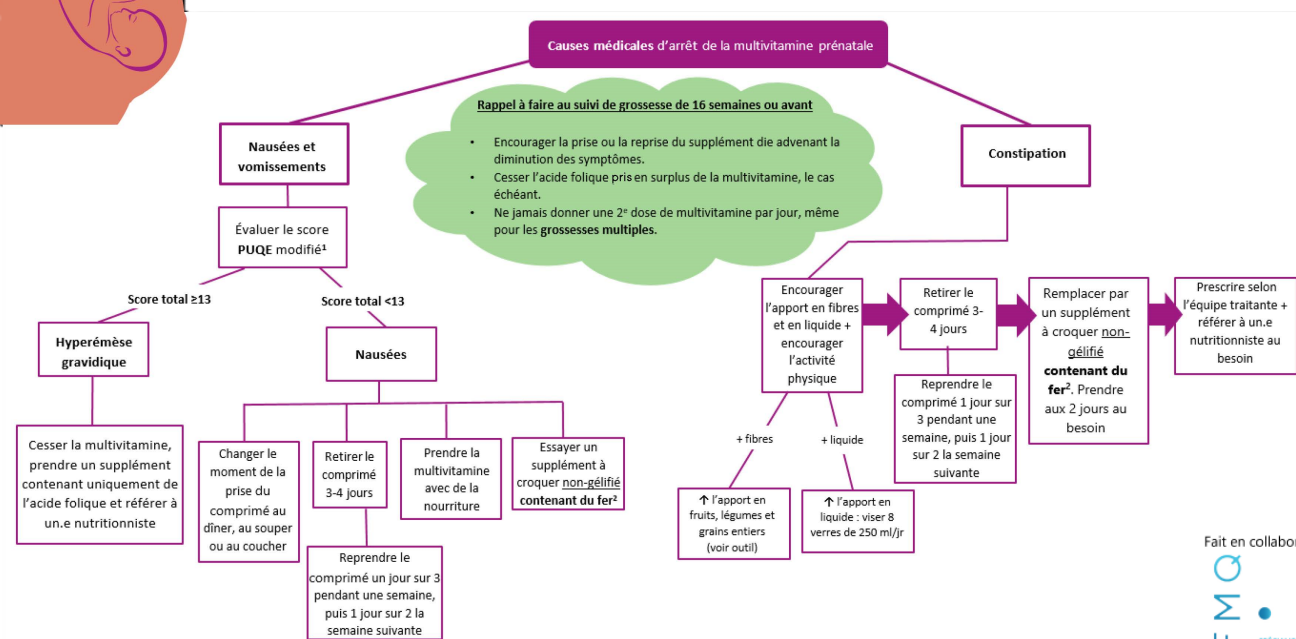 Causes médicales d'arrêt de la multivitamine prénatale
Rappel à faire au suivi de grossesse de 16 semaines ou avant
• Encourager la prise ou la reprise du supplément die advenant la
diminution des symptômes.
• Cesser l'acide folique pris en surplus de la multivitamine, le cas
échéant.
• Ne jamais donner une 2e dose de multivitamine par jour, même
pour les grossesses multiples.
Nausées et
vomissements
Évaluer le score
PUQE modifié¹
Score total ≥13
Score total <13
Hyperémèse
gravidique
Nausées
Cesser la multivitamine,
prendre un supplément
contenant uniquement de
l'acide folique et référer à
un.e nutritionniste
Changer le
moment de la
prise du
comprimé au
dîner, au souper
ou au coucher
Retirer le
comprimé
3-4 jours
Reprendre le
comprimé un jour sur 3
pendant une semaine,
puis 1 jour sur 2 la
semaine suivante
Prendre la
multivitamine
avec de la
nourriture
Essayer un
supplément à
croquer non-gélifié
contenant du fer²
Constipation
Encourager
l'apport en fibres
et en liquide +
encourager
l'activité
physique
+ fibres
+ liquide
↑ l'apport en
fruits, légumes et
grains entiers
(voir outil)
↑ l'apport en
liquide : viser 8
verres de 250 ml/jr
Retirer le
comprimé 3-
4 jours
Reprendre le
comprimé 1 jour sur
3 pendant une
semaine, puis 1 jour
sur 2 la semaine
suivante
Remplacer par
un supplément
à croquer non-
gélifié
contenant du
fer². Prendre
aux 2 jours au
besoin
Prescrire selon
l'équipe traitante +
référer à un.e
nutritionniste au
besoin
Fait en collabor